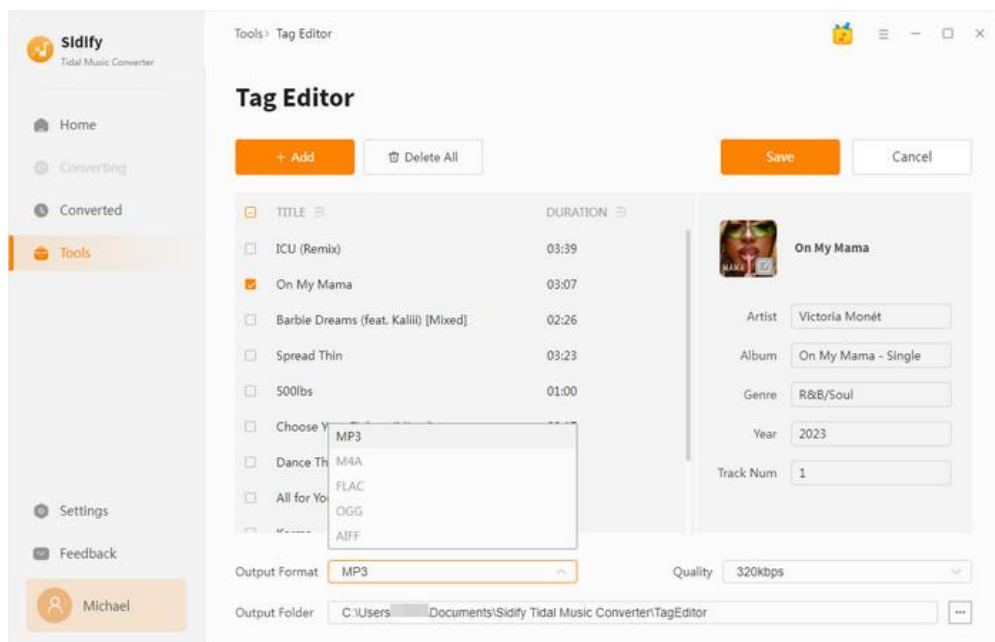 Sidify
Tidal Music Converter
Tools › Tag Editor
Tag Editor
Home
Converting
Converted
Tools
Settings
Feedback
Michael
+ Add
Delete All
Save
Cancel
TITLE DURATION
ICU (Remix) 03:39
On My Mama 03:07
Barbie Dreams (feat. Kaliii) [Mixed] 02:26
Spread Thin 03:23
500lbs 01:00
Choose
Dance
All for
MP3
M4A
FLAC
OGG
AIFF
MAMA
On My Mama
Artist Victoria Monét
Album On My Mama - Single
Genre R&B/Soul
Year 2023
Track Num 1
Output Format MP3
Quality 320kbps
Output Folder C:\Users Documents\Sidify Tidal Music Converter\TagEditor
...